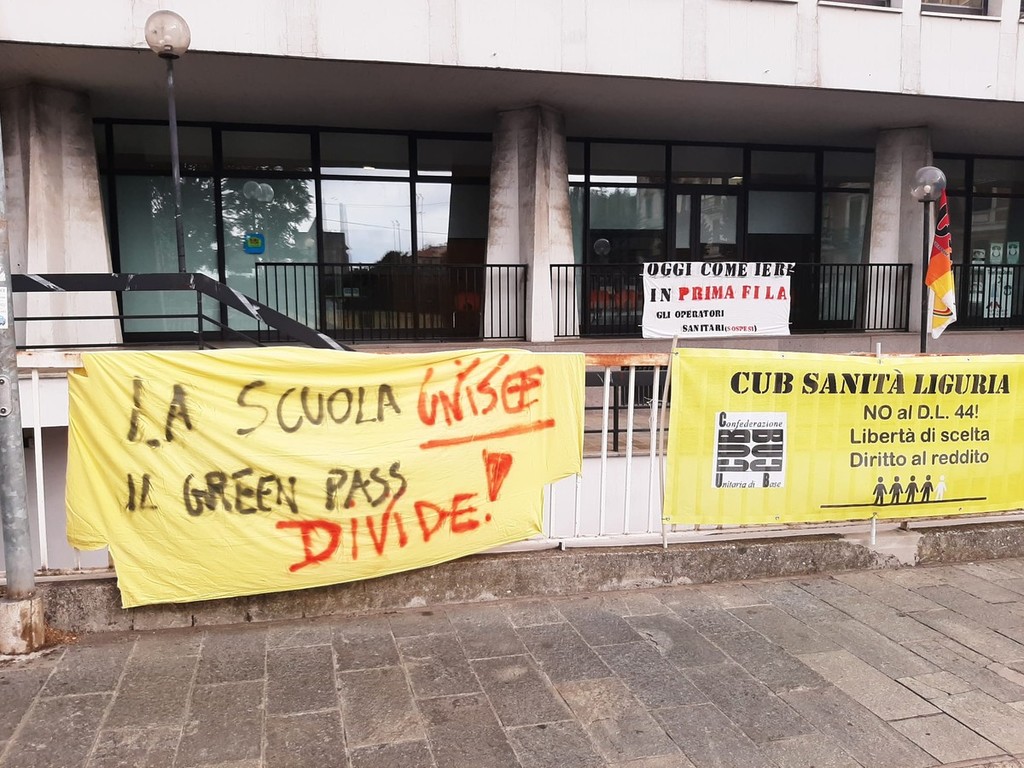 OGGI COME IERI
IN PRIMA FILA
GLI OPERATORI
SANITARI (SOSPESI)
LA SCUOLA UNISCE
IL GREEN PASS
DIVIDE!
CUB SANITÀ LIGURIA
NO al D.L. 44!
Libertà di scelta
Diritto al reddito
Confederazione
CUB
Unitaria di Base